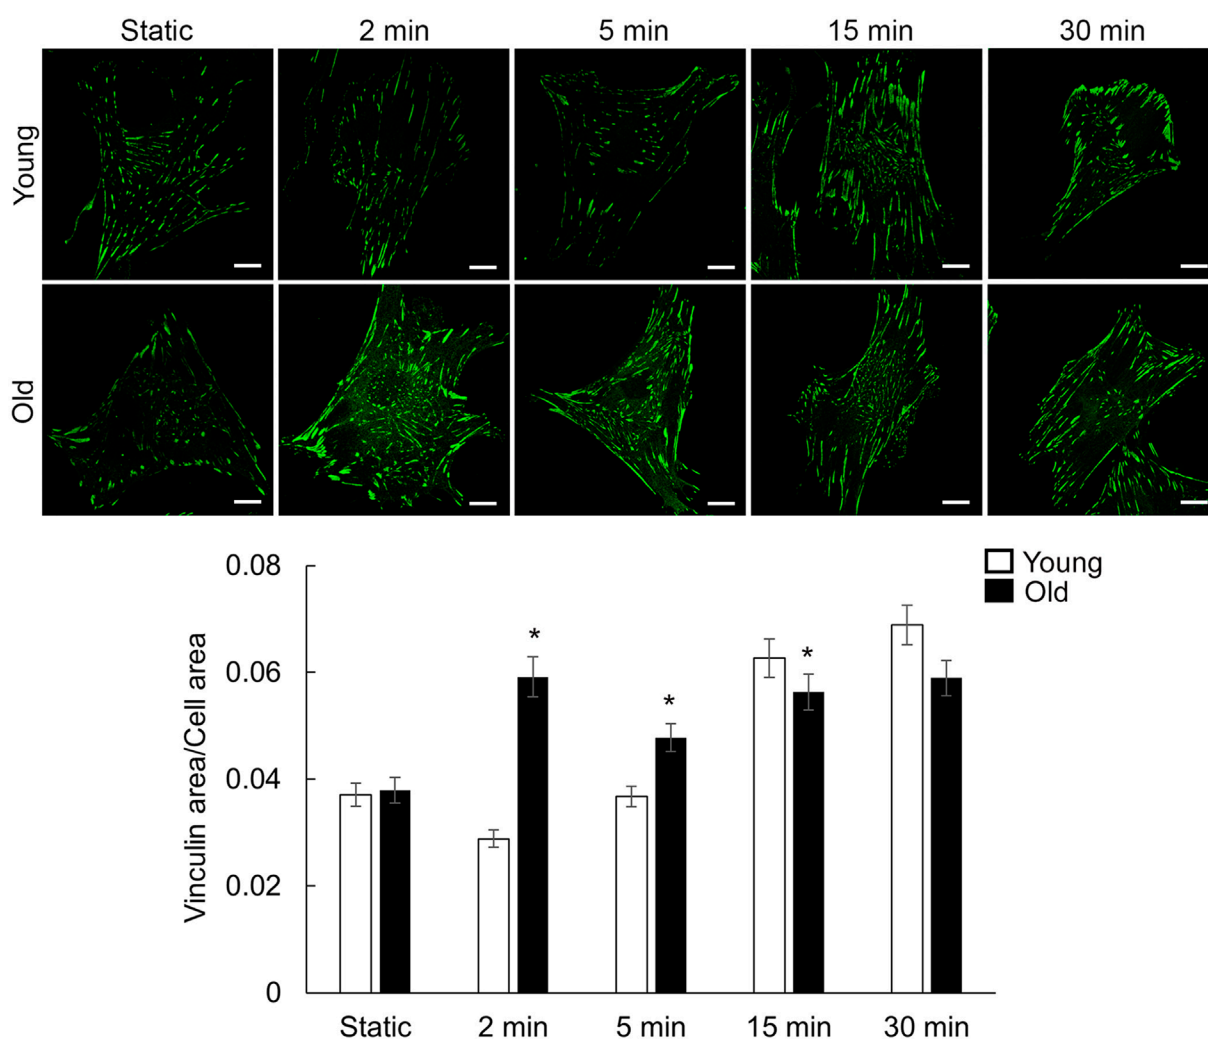 Static 2 min 5 min 15 min 30 min
Young
Old
Vinculin area/Cell area
0.08
0.06
0.04
0.02
0
* * *
Young
Old
Static 2 min 5 min 15 min 30 min